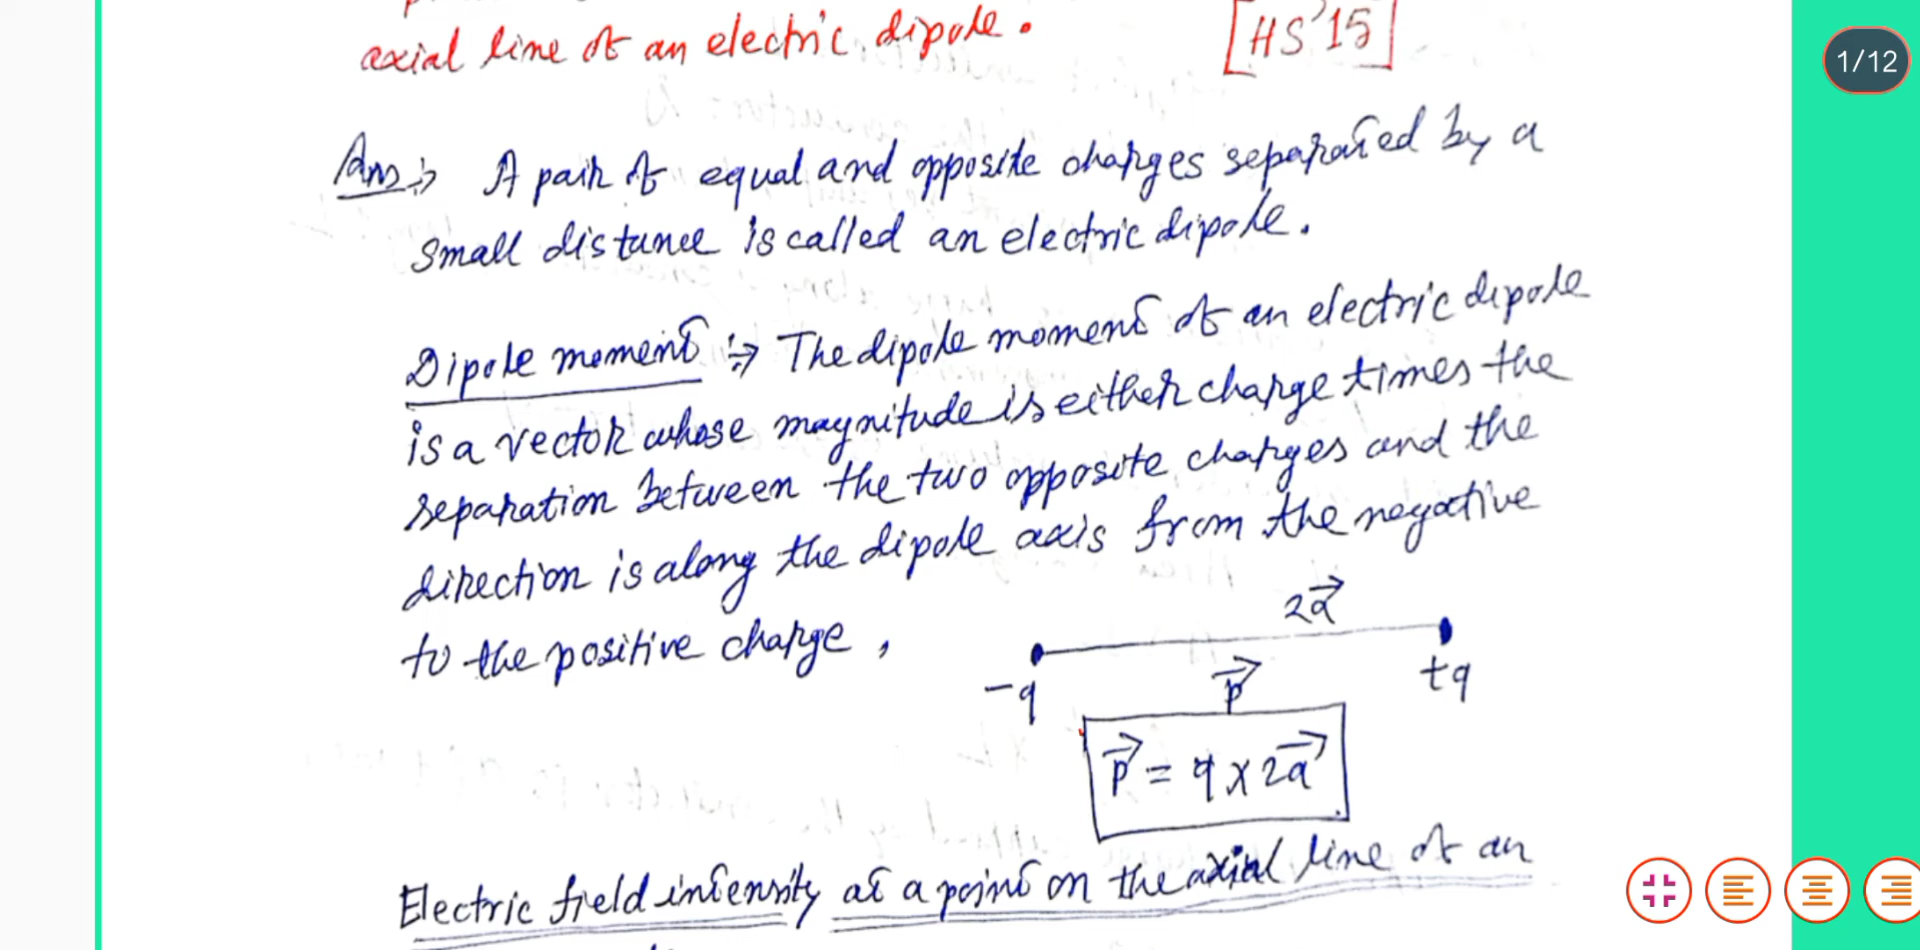 axial line of an electric dipole.
[HS'15]
1/12
Ans :→ A pair of equal and opposite charges separated by a
small distance is called an electric dipole.
Dipole moment :→ The dipole moment of an electric dipole
is a vector whose magnitude is either charge times the
separation between the two opposite charges and the
direction is along the dipole axis from the negative
to the positive charge,
2a⃗
-q
+q
p⃗
p⃗ = q x 2a⃗
Electric field intensity at a point on the axial line of an